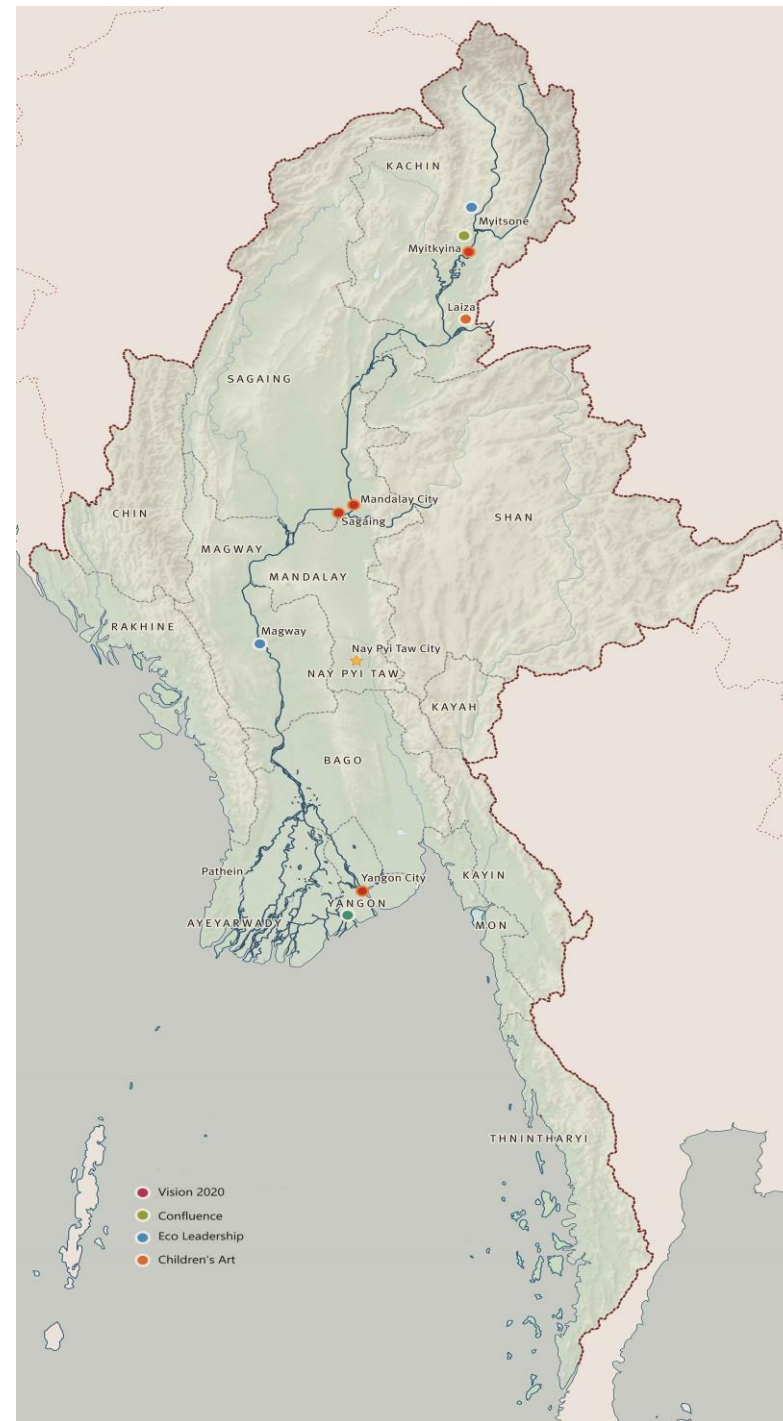 KACHIN
Myitsone
Myitkyina
Laiza
SAGAING
Mandalay City
Sagaing
CHIN
SHAN
MAGWAY
MANDALAY
RAKHINE
Magway
Nay Pyi Taw City
NAY PYI TAW
KAYAH
BAGO
Pathein
Yangon City
KAYIN
YANGON
AYEYARWADY
MON
THNINTHARYI
Vision 2020
Confluence
Eco Leadership
Children's Art